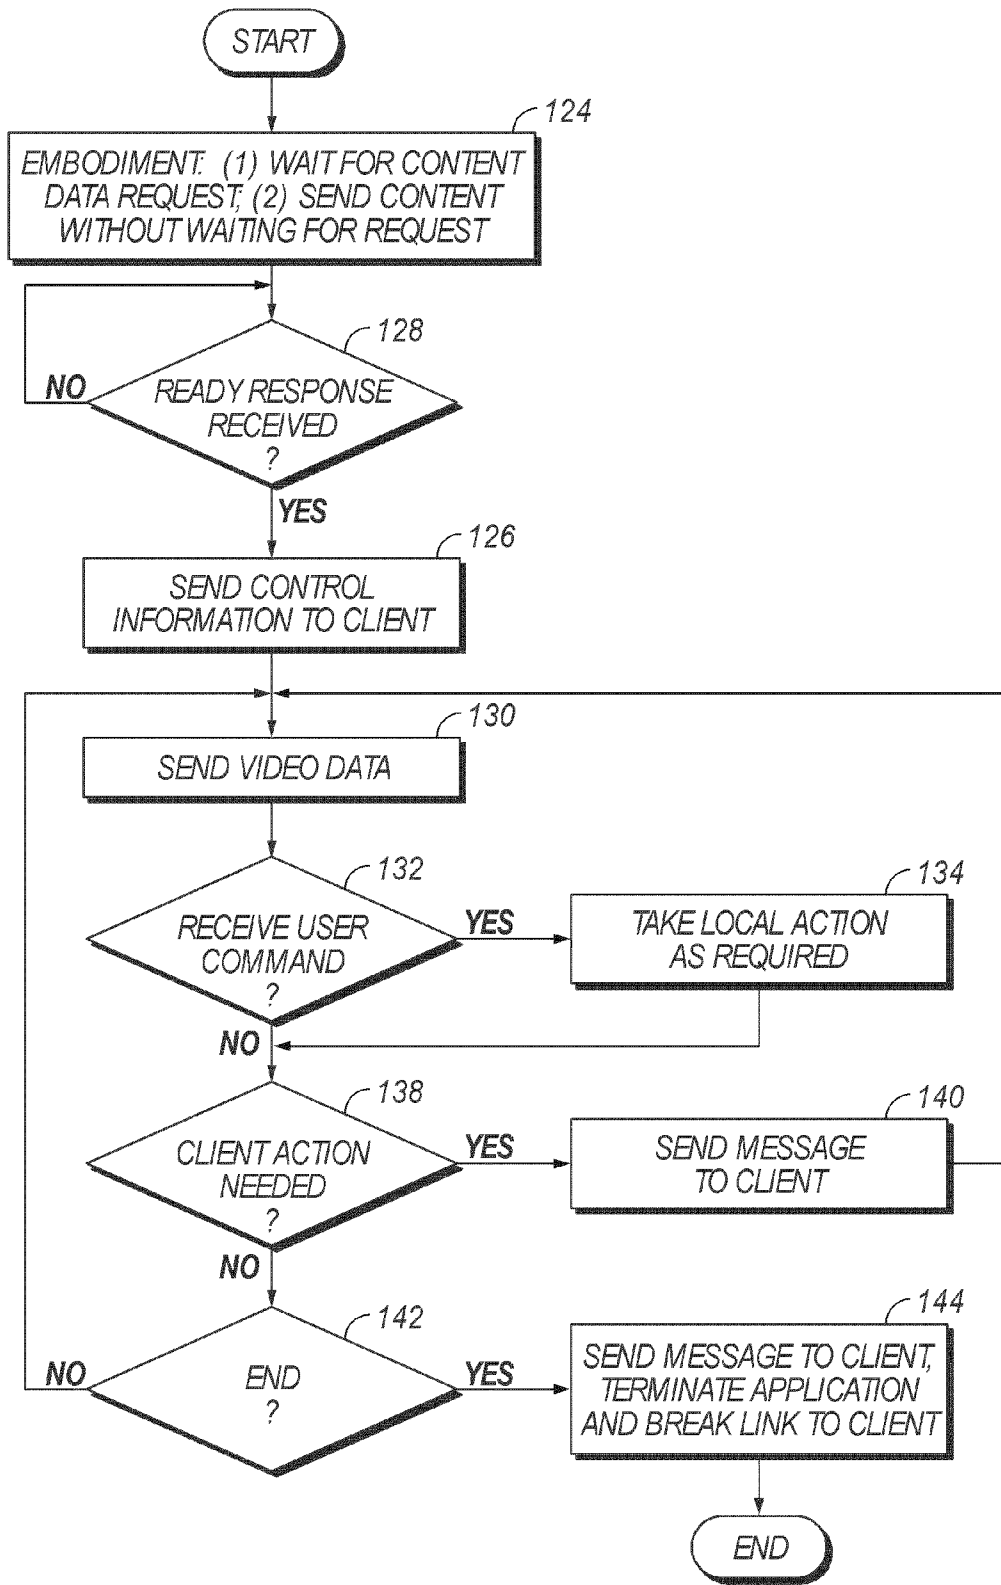 START
124
EMBODIMENT: (1) WAIT FOR CONTENT
DATA REQUEST; (2) SEND CONTENT
WITHOUT WAITING FOR REQUEST
128
NO
READY RESPONSE
RECEIVED
?
YES
126
SEND CONTROL
INFORMATION TO CLIENT
130
SEND VIDEO DATA
132
RECEIVE USER
COMMAND
?
YES
134
TAKE LOCAL ACTION
AS REQUIRED
NO
138
CLIENT ACTION
NEEDED
?
YES
140
SEND MESSAGE
TO CLIENT
NO
142
NO
END
?
YES
144
SEND MESSAGE TO CLIENT,
TERMINATE APPLICATION
AND BREAK LINK TO CLIENT
END